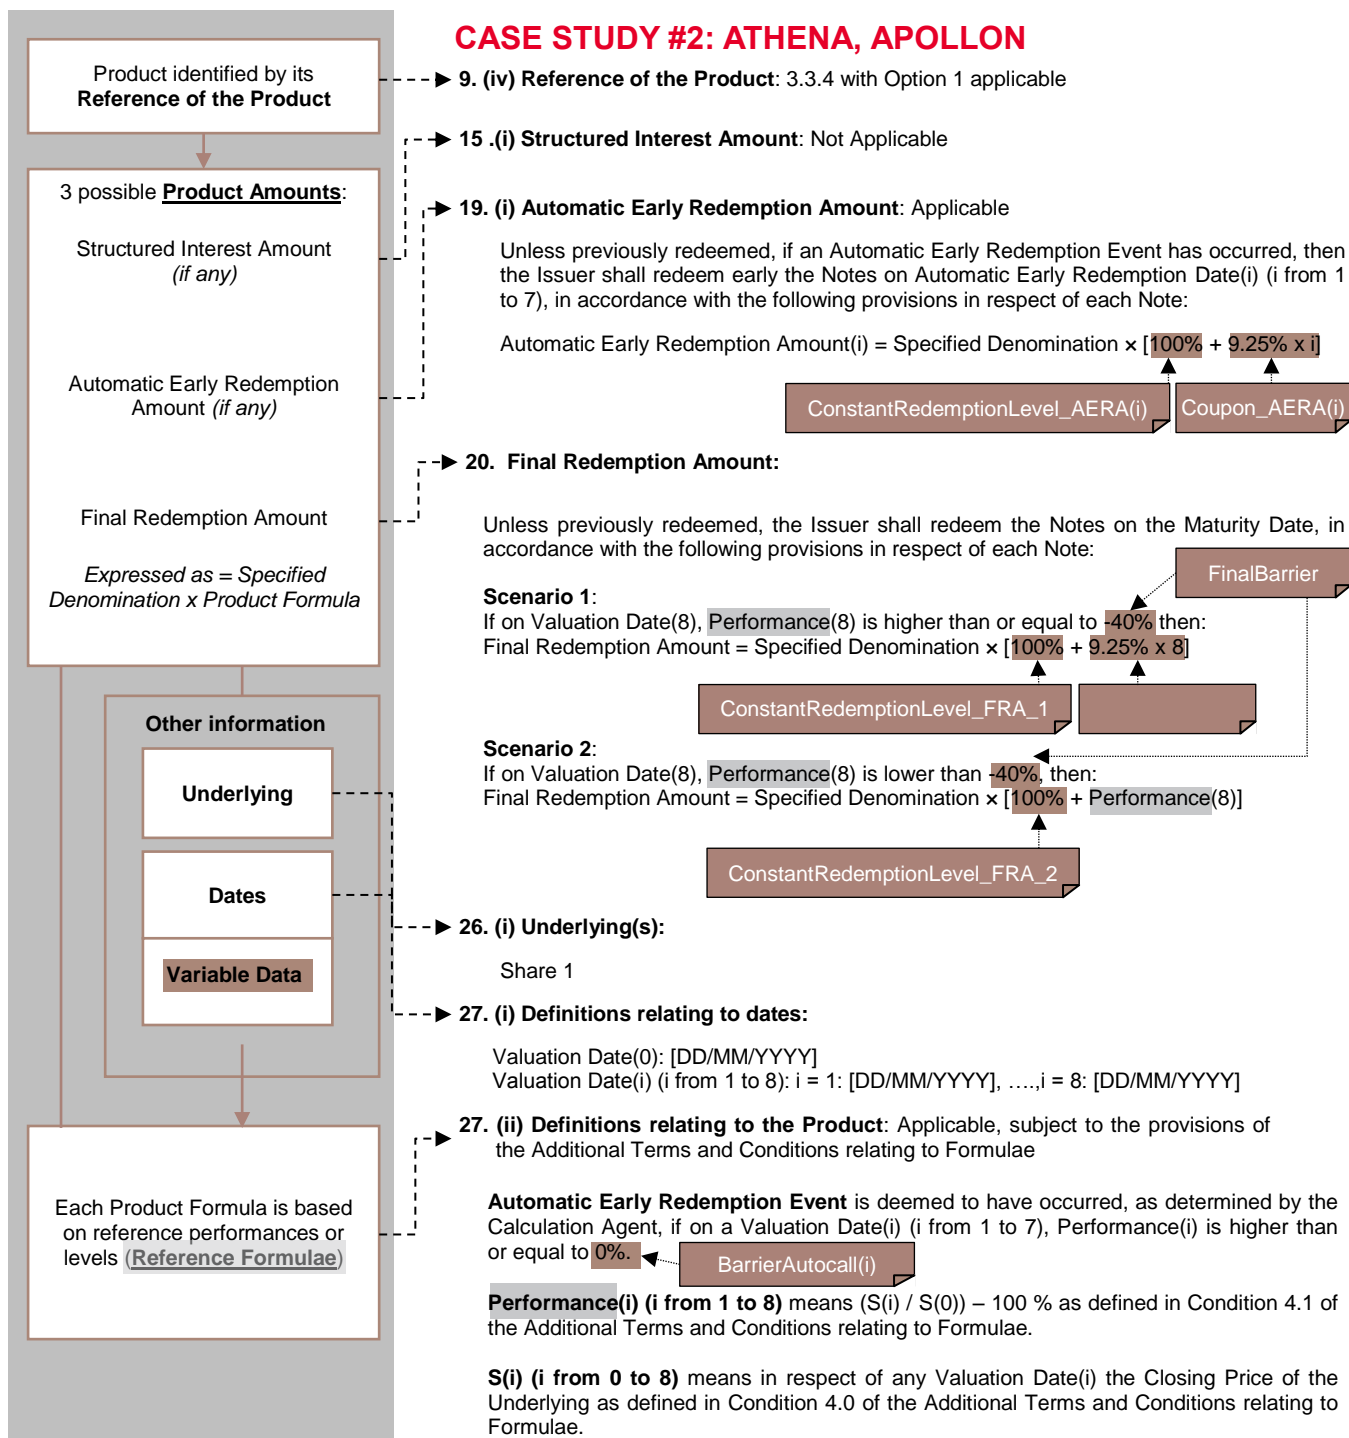 CASE STUDY #2: ATHENA, APOLLON
Product identified by its
Reference of the Product
3 possible Product Amounts:
Structured Interest Amount
(if any)
Automatic Early Redemption
Amount (if any)
Final Redemption Amount
Expressed as = Specified
Denomination x Product Formula
Other information
Underlying
Dates
Variable Data
Each Product Formula is based
on reference performances or
levels (Reference Formulae)
9. (iv) Reference of the Product: 3.3.4 with Option 1 applicable
15 .(i) Structured Interest Amount: Not Applicable
19. (i) Automatic Early Redemption Amount: Applicable
Unless previously redeemed, if an Automatic Early Redemption Event has occurred, then
the Issuer shall redeem early the Notes on Automatic Early Redemption Date(i) (i from 1
to 7), in accordance with the following provisions in respect of each Note:
Automatic Early Redemption Amount(i) = Specified Denomination × [100% + 9.25% x i]
ConstantRedemptionLevel_AERA(i)
Coupon_AERA(i)
20. Final Redemption Amount:
Unless previously redeemed, the Issuer shall redeem the Notes on the Maturity Date, in
accordance with the following provisions in respect of each Note:
FinalBarrier
Scenario 1:
If on Valuation Date(8), Performance(8) is higher than or equal to -40% then:
Final Redemption Amount = Specified Denomination × [100% + 9.25% x 8]
ConstantRedemptionLevel_FRA_1
Scenario 2:
If on Valuation Date(8), Performance(8) is lower than -40%, then:
Final Redemption Amount = Specified Denomination × [100% + Performance(8)]
ConstantRedemptionLevel_FRA_2
26. (i) Underlying(s):
Share 1
27. (i) Definitions relating to dates:
Valuation Date(0): [DD/MM/YYYY]
Valuation Date(i) (i from 1 to 8): i = 1: [DD/MM/YYYY], ….,i = 8: [DD/MM/YYYY]
27. (ii) Definitions relating to the Product: Applicable, subject to the provisions of
the Additional Terms and Conditions relating to Formulae
Automatic Early Redemption Event is deemed to have occurred, as determined by the
Calculation Agent, if on a Valuation Date(i) (i from 1 to 7), Performance(i) is higher than
or equal to 0%.
BarrierAutocall(i)
Performance(i) (i from 1 to 8) means (S(i) / S(0)) – 100 % as defined in Condition 4.1 of
the Additional Terms and Conditions relating to Formulae.
S(i) (i from 0 to 8) means in respect of any Valuation Date(i) the Closing Price of the
Underlying as defined in Condition 4.0 of the Additional Terms and Conditions relating to
Formulae.